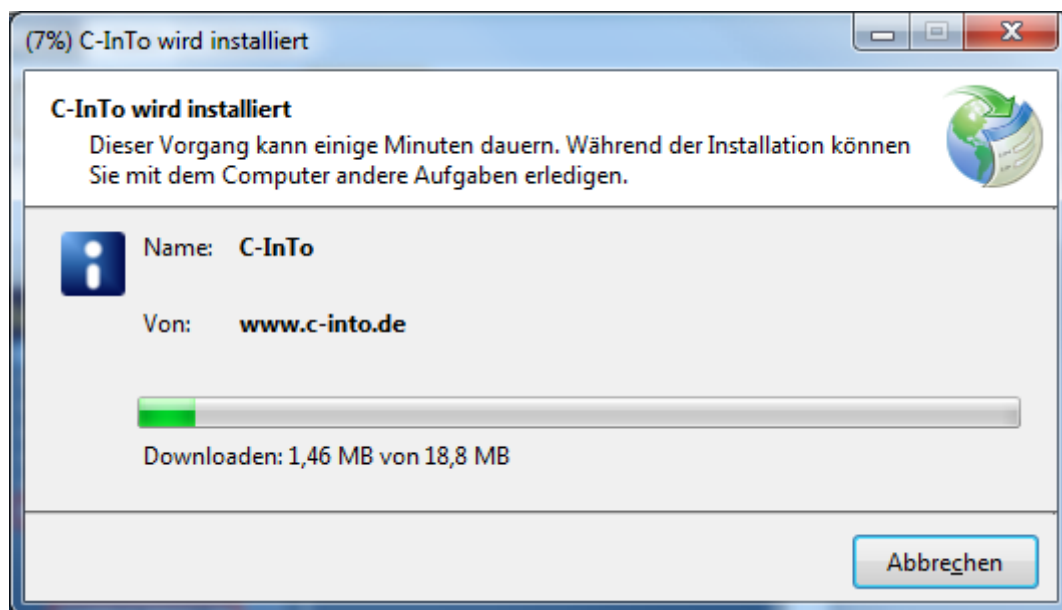 (7%) C-InTo wird installiert
C-InTo wird installiert
Dieser Vorgang kann einige Minuten dauern. Während der Installation können
Sie mit dem Computer andere Aufgaben erledigen.
Name: C-InTo
Von: www.c-into.de
Downloaden: 1,46 MB von 18,8 MB
Abbrechen